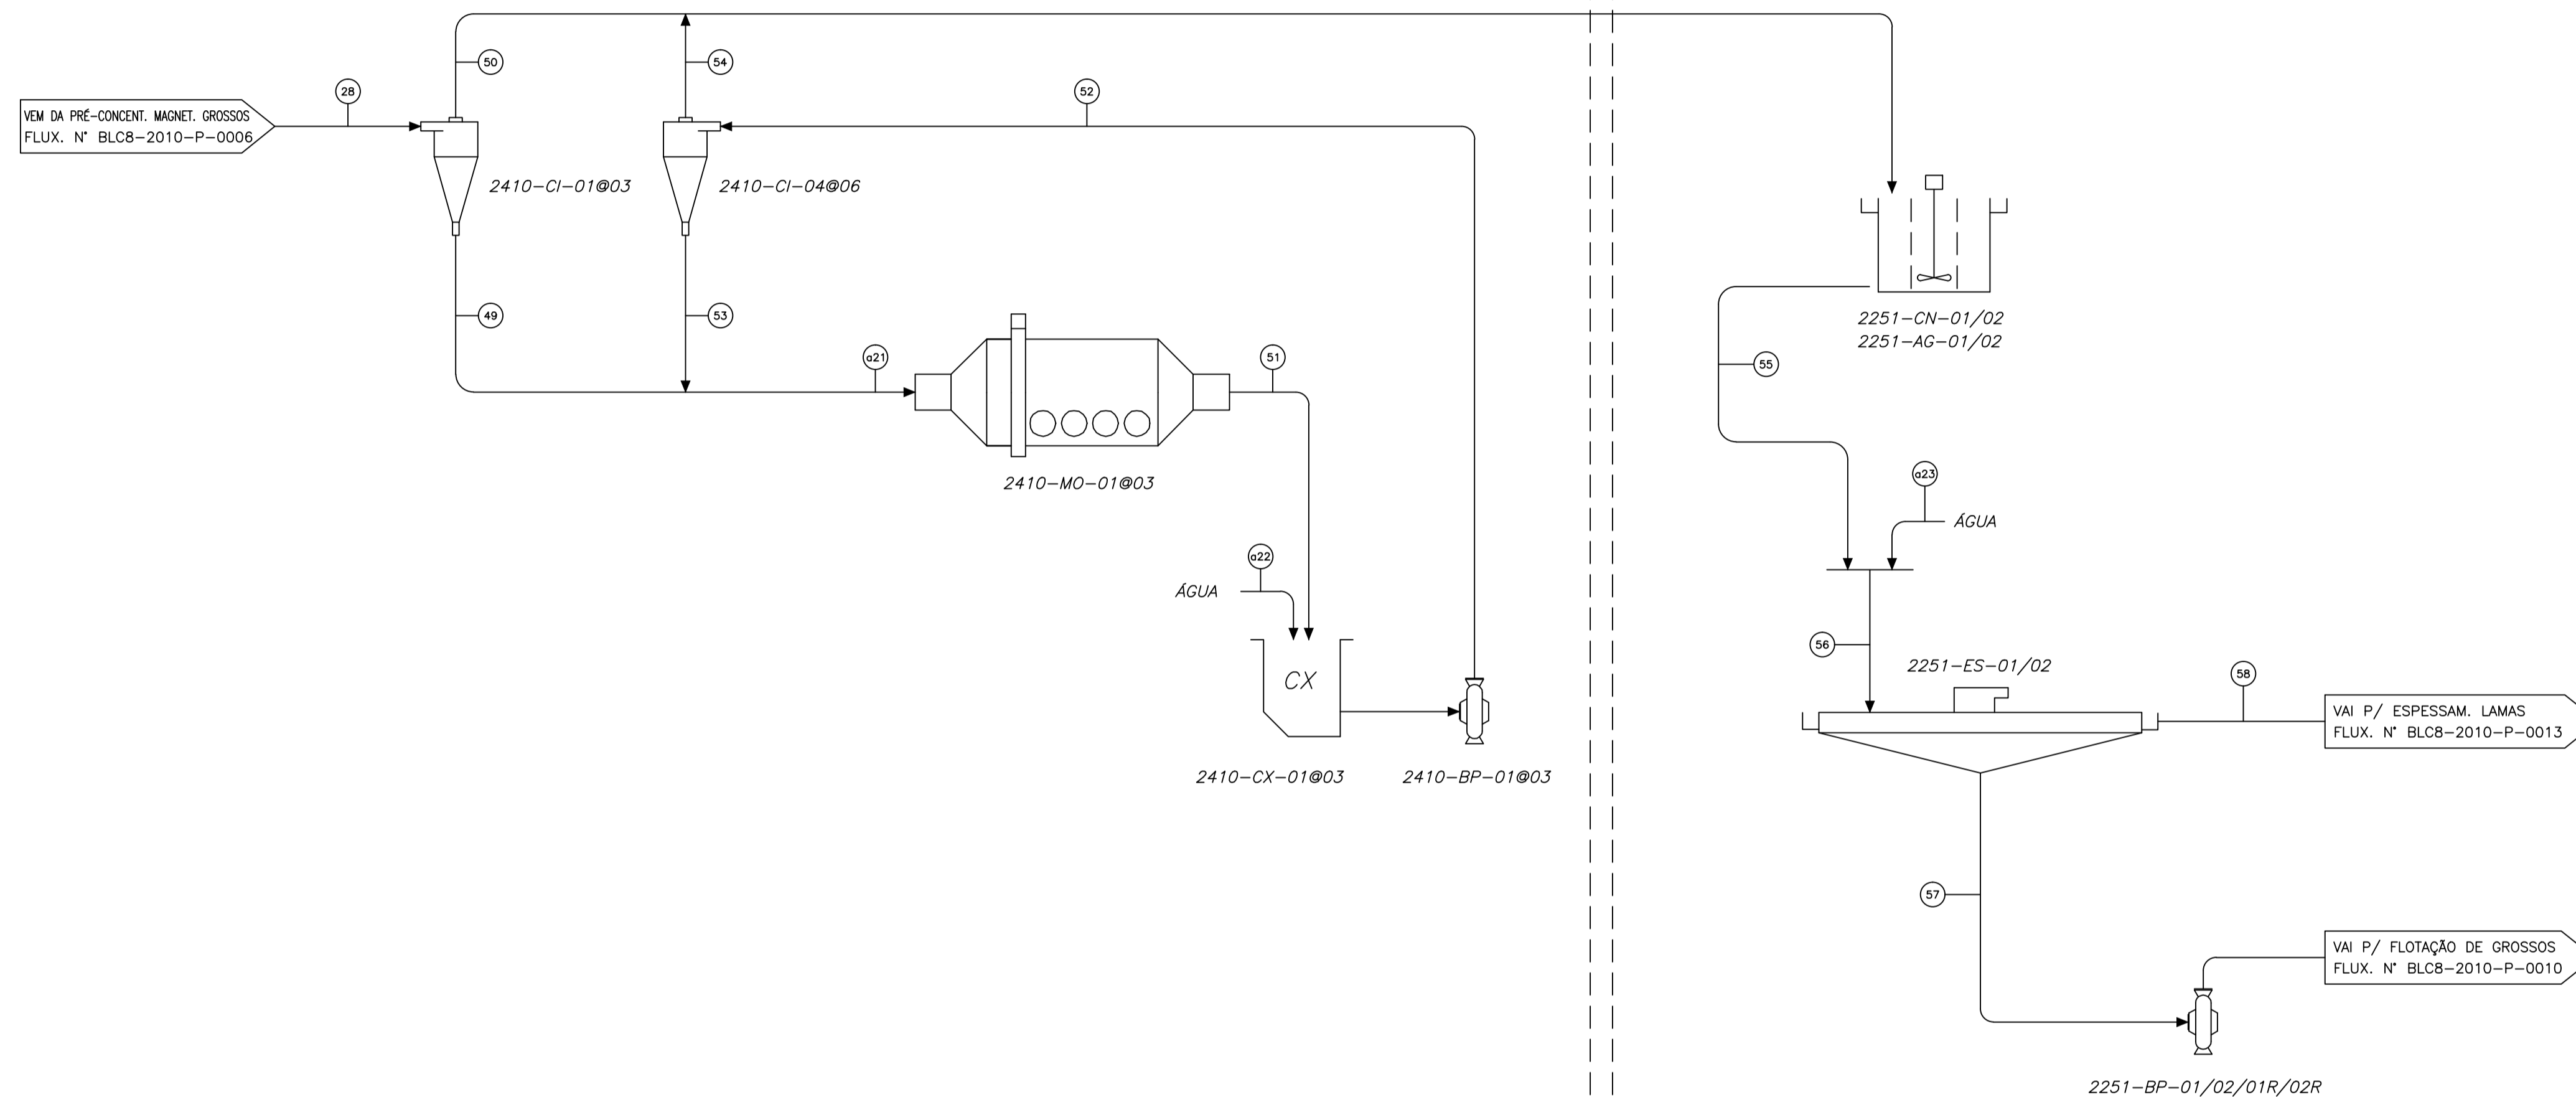 50
54
28
52
VEM DA PRÉ-CONCENT. MAGNET. GROSSOS
FLUX. N° BLC8-2010-P-0006
2410-CI-01@03
2410-CI-04@06
49
53
2251-CN-01/02
2251-AG-01/02
a21
51
55
2410-MO-01@03
a23
ÁGUA
a22
ÁGUA
56
2251-ES-01/02
58
CX
VAI P/ ESPESSAM. LAMAS
FLUX. N° BLC8-2010-P-0013
2410-CX-01@03
2410-BP-01@03
57
VAI P/ FLOTAÇÃO DE GROSSOS
FLUX. N° BLC8-2010-P-0010
2251-BP-01/02/01R/02R